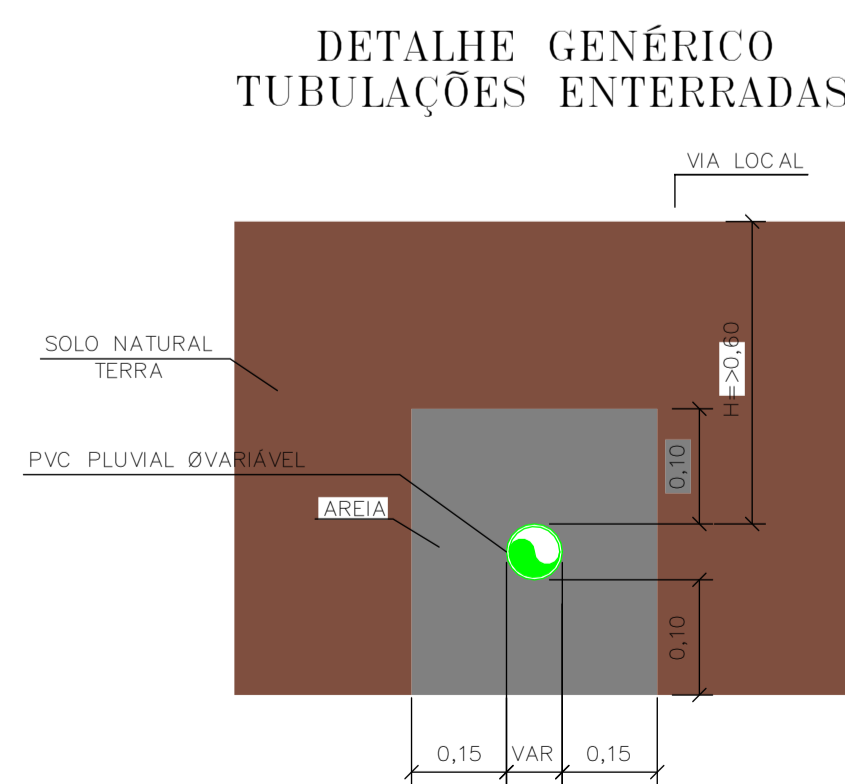 DETALHE GENÉRICO
TUBULAÇÕES ENTERRADAS
VIA LOCAL
SOLO NATURAL
TERRA
H=>0,60
PVC PLUVIAL ØVARIÁVEL
0,10
AREIA
0,10
0,15 VAR 0,15